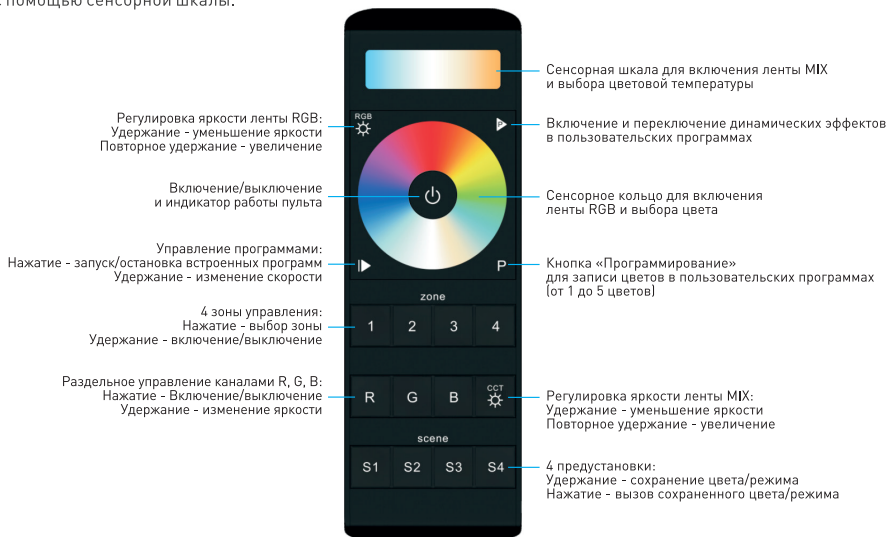 помощью сенсорной шкалы.
Сенсорная шкала для включения ленты MIX
и выбора цветовой температуры
Регулировка яркости ленты RGB:
Удержание - уменьшение яркости
Повторное удержание - увеличение
RGB
P
Включение и переключение динамических эффектов
в пользовательских программах
Включение/выключение
и индикатор работы пульта
Сенсорное кольцо для включения
ленты RGB и выбора цвета
Управление программами:
Нажатие - запуск/остановка встроенных программ
Удержание - изменение скорости
P
Кнопка «Программирование»
для записи цветов в пользовательских программах
(от 1 до 5 цветов)
zone
4 зоны управления:
Нажатие - выбор зоны
Удержание - включение/выключение
1 2 3 4
Раздельное управление каналами R, G, B:
Нажатие - Включение/выключение
Удержание - изменение яркости
R G B CCT
Регулировка яркости ленты MIX:
Удержание - уменьшение яркости
Повторное удержание - увеличение
scene
S1 S2 S3 S4
4 предустановки:
Удержание - сохранение цвета/режима
Нажатие - вызов сохраненного цвета/режима